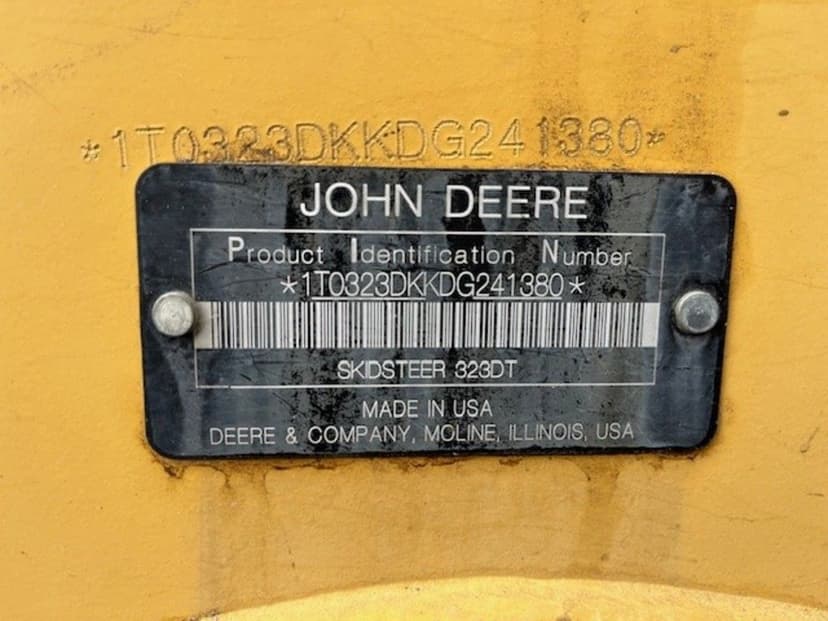 *1T0323DKKDG241380*
JOHN DEERE
Product Identification Number
*1T0323DKKDG241380*
SKIDSTEER 323DT
MADE IN USA
DEERE & COMPANY, MOLINE, ILLINOIS, USA